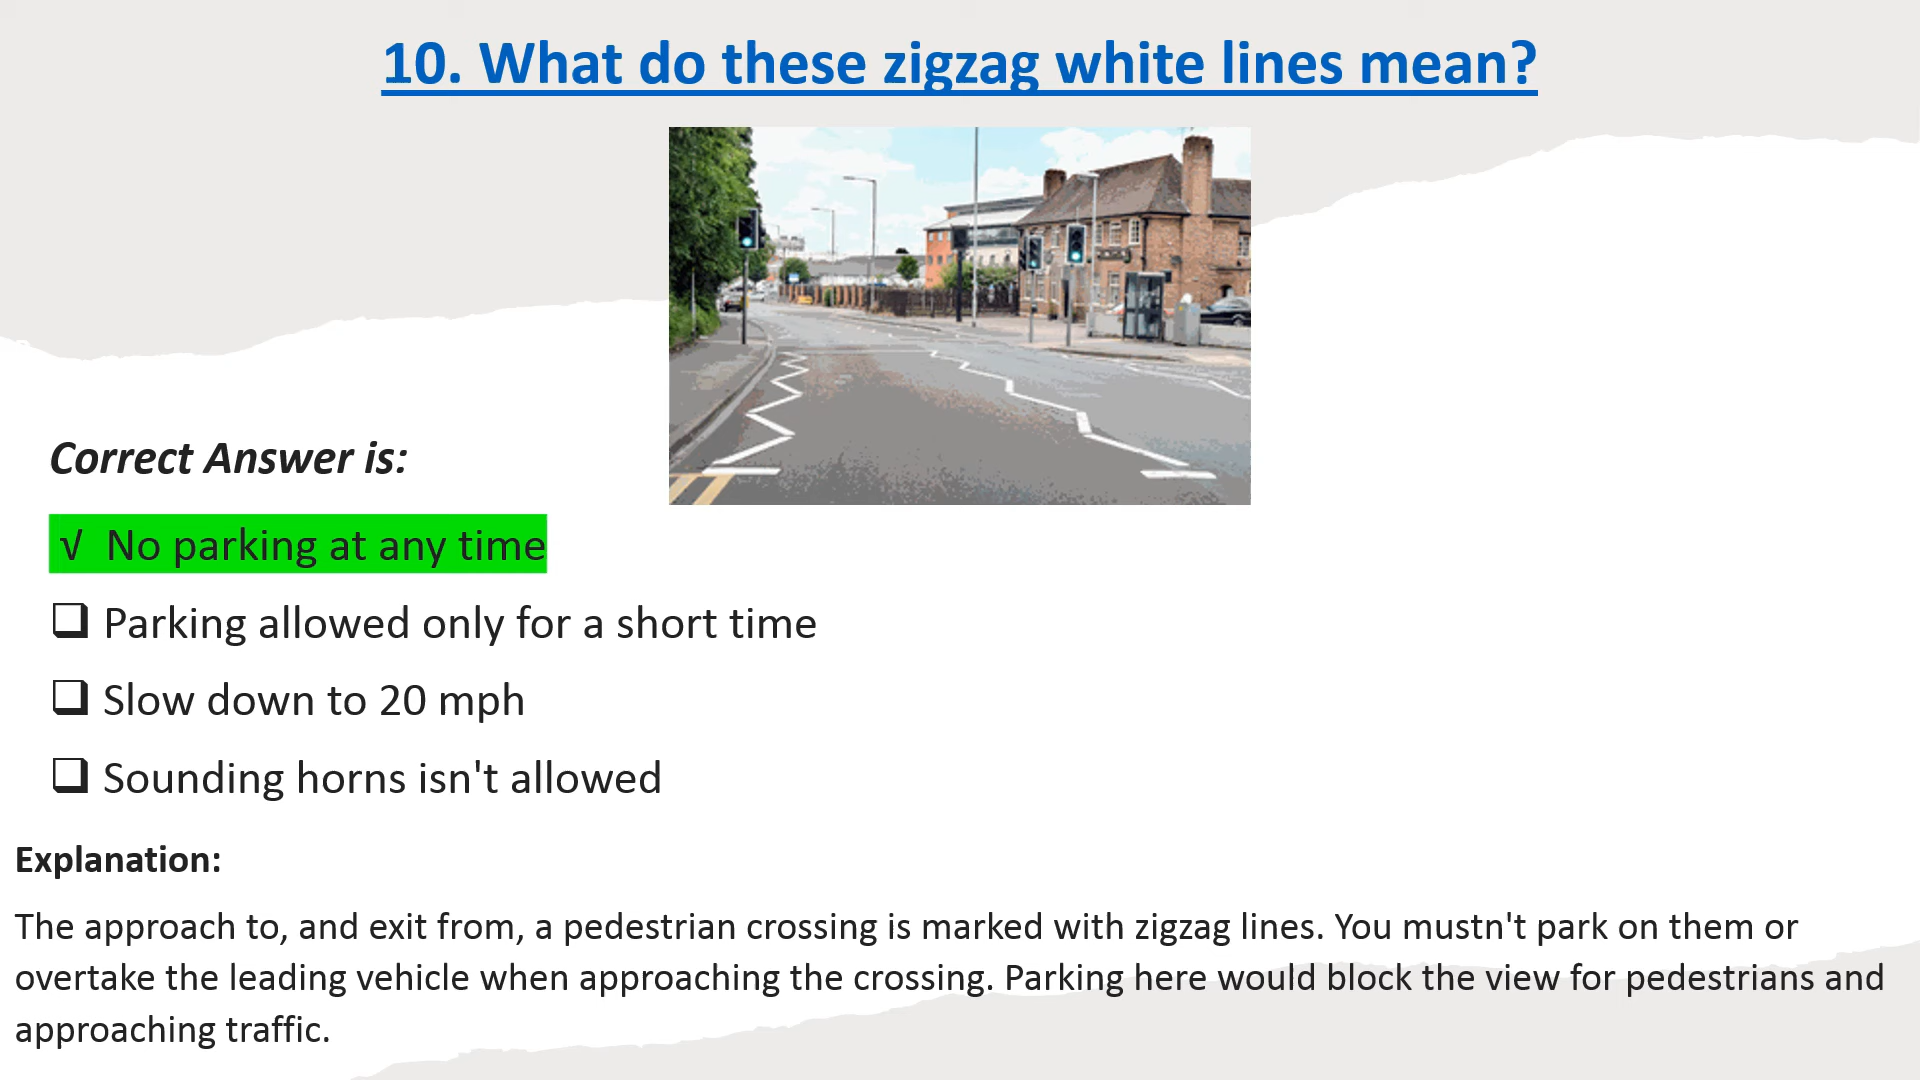 10. What do these zigzag white lines mean?
Correct Answer is:
√ No parking at any time
❑ Parking allowed only for a short time
❑ Slow down to 20 mph
❑ Sounding horns isn't allowed
Explanation:
The approach to, and exit from, a pedestrian crossing is marked with zigzag lines. You mustn't park on them or
overtake the leading vehicle when approaching the crossing. Parking here would block the view for pedestrians and
approaching traffic.